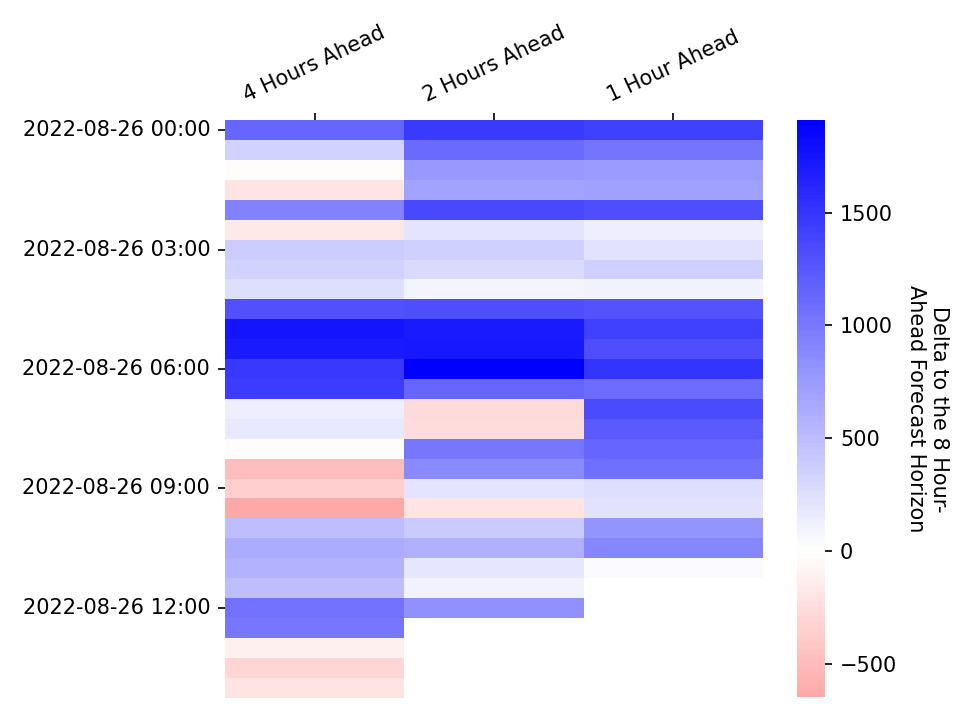 4 Hours Ahead
2 Hours Ahead
1 Hour Ahead
2022-08-26 00:00
2022-08-26 03:00
2022-08-26 06:00
2022-08-26 09:00
2022-08-26 12:00
1500
1000
500
0
−500
Delta to the 8 Hour-
Ahead Forecast Horizon